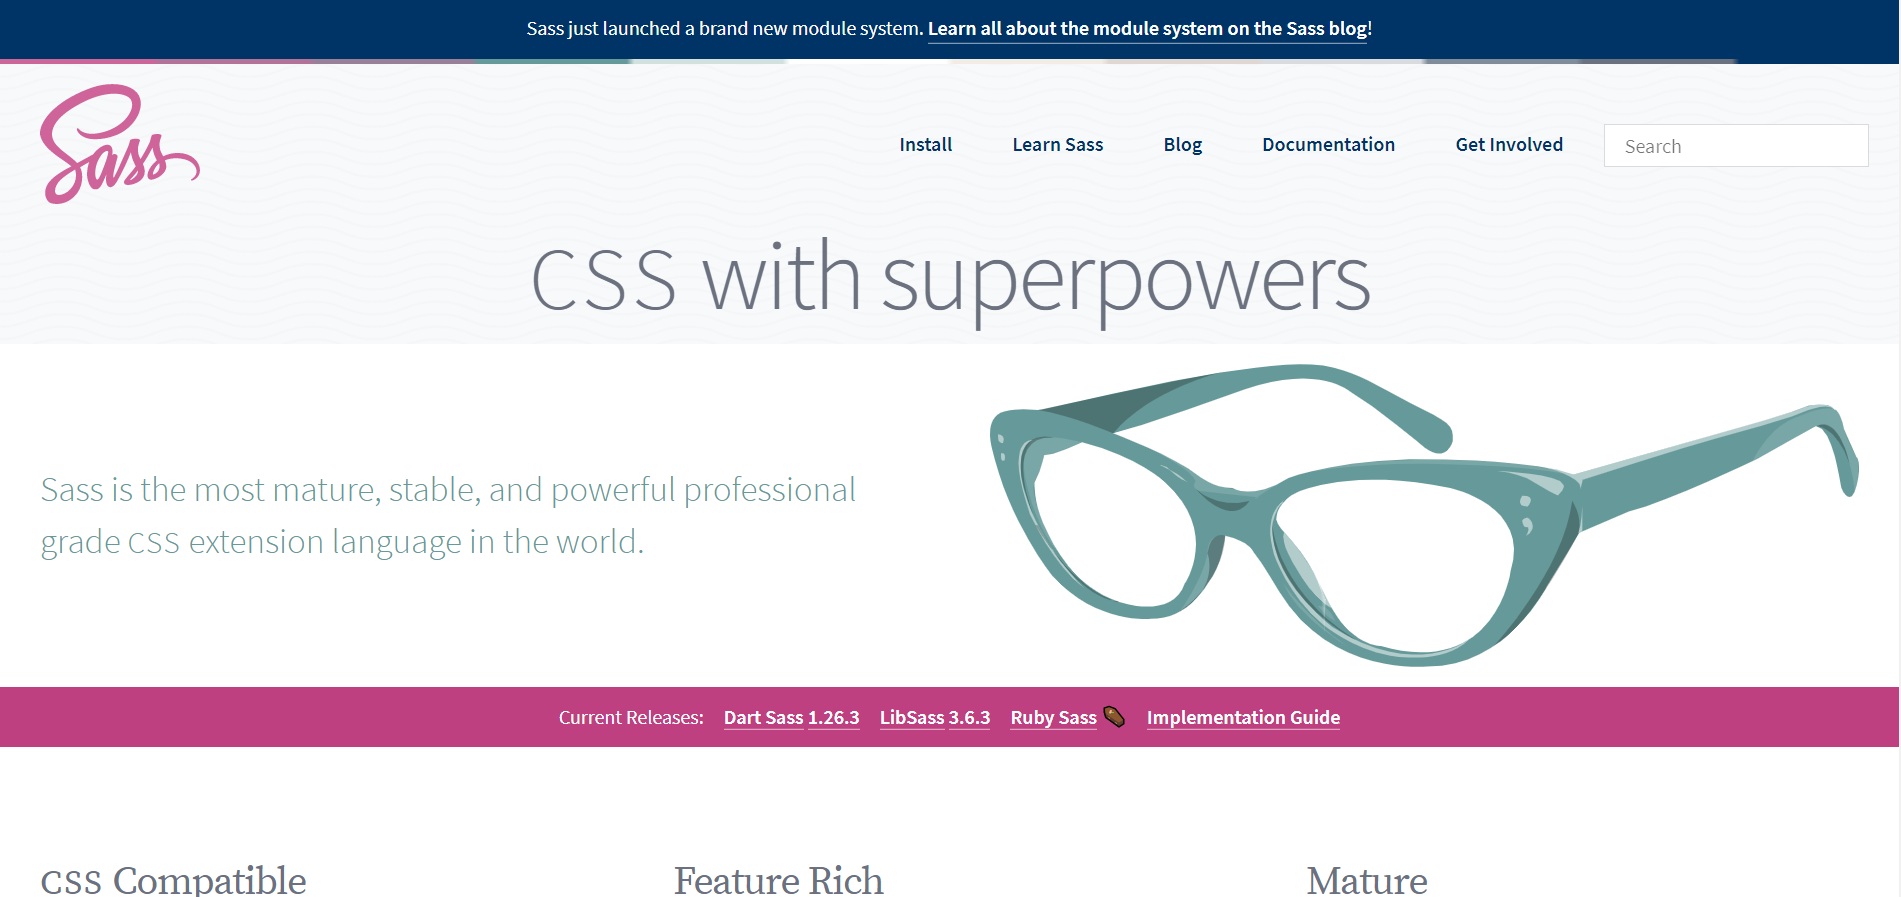 Sass just launched a brand new module system. Learn all about the module system on the Sass blog!
Sass
Install
Learn Sass
Blog
Documentation
Get Involved
Search
CSS with superpowers
Sass is the most mature, stable, and powerful professional
grade CSS extension language in the world.
Current Releases: Dart Sass 1.26.3 LibSass 3.6.3 Ruby Sass Implementation Guide
CSS Compatible
Feature Rich
Mature